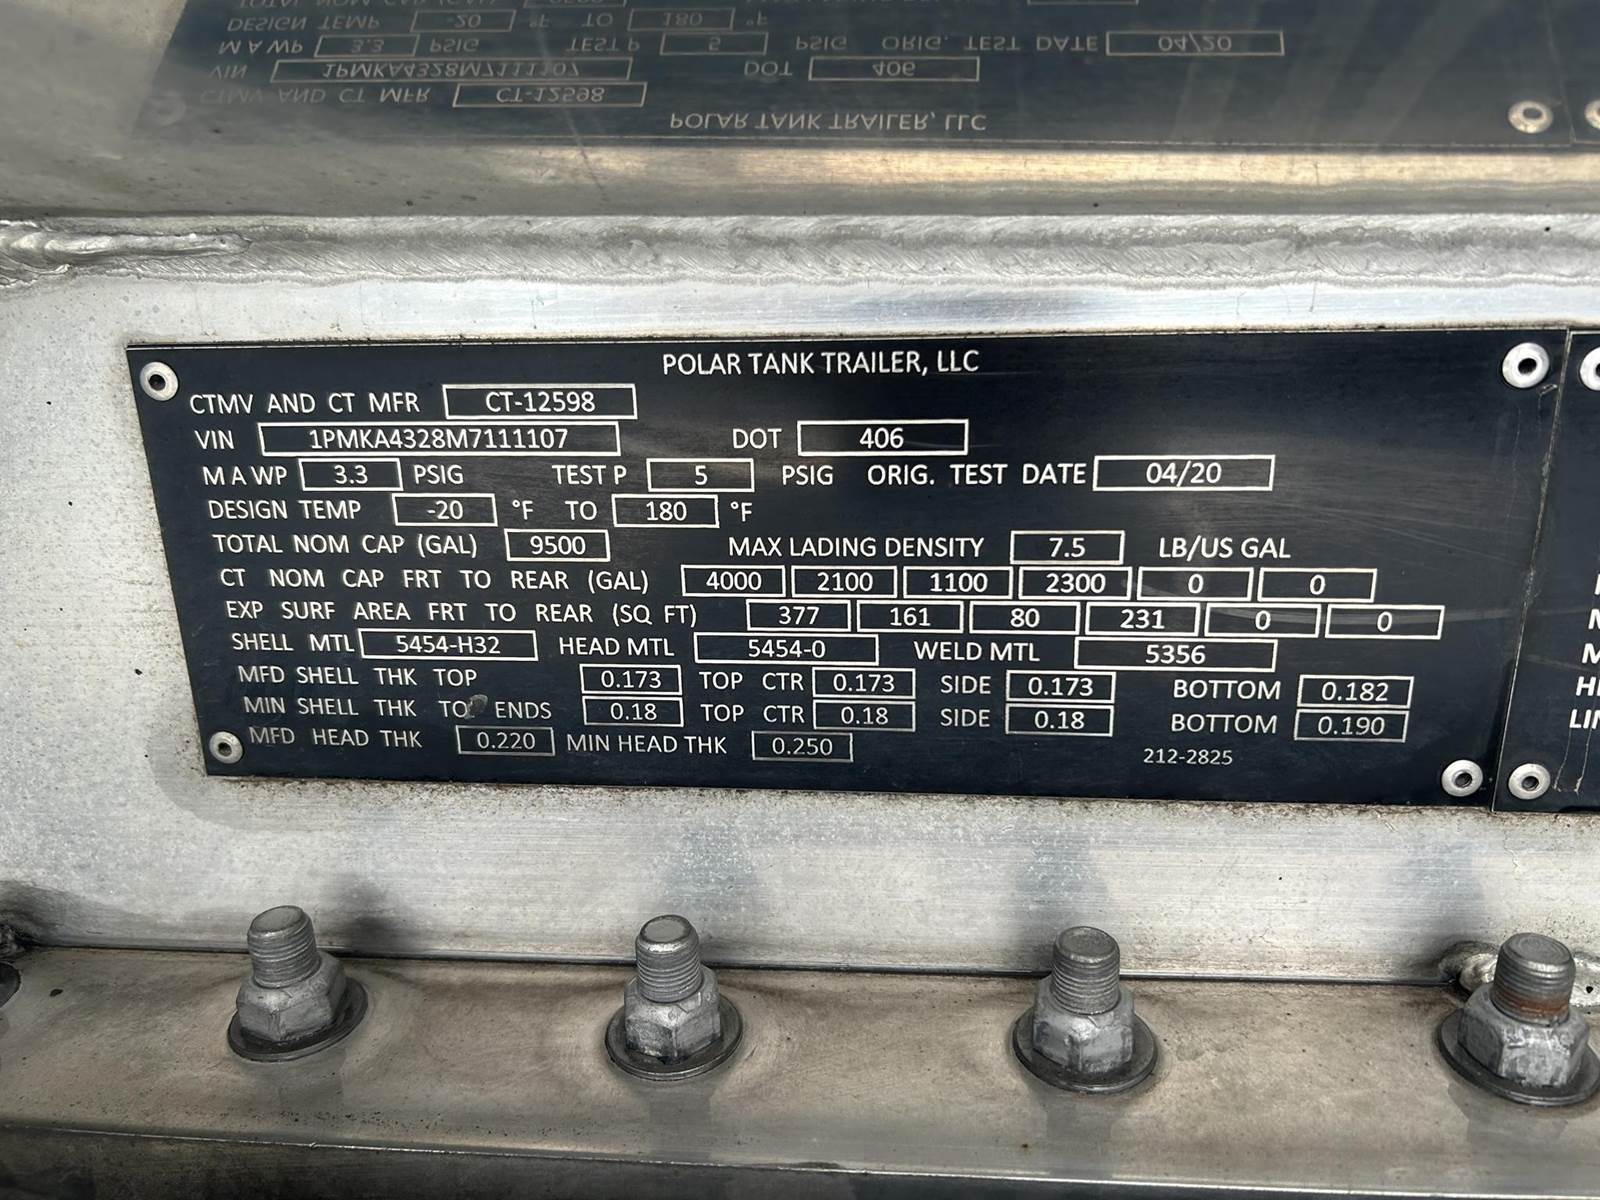 POLAR TANK TRAILER, LLC
CTMV AND CT MFR CT-12598
VIN 1PMKA4328M7111107 DOT 406
M A WP 3.3 PSIG TEST P 5 PSIG ORIG. TEST DATE 04/20
DESIGN TEMP -20 °F TO 180 °F
TOTAL NOM CAP (GAL) 9500 MAX LADING DENSITY 7.5 LB/US GAL
CT NOM CAP FRT TO REAR (GAL) 4000 2100 1100 2300 0 0
EXP SURF AREA FRT TO REAR (SQ FT) 377 161 80 231 0 0
SHELL MTL 5454-H32 HEAD MTL 5454-0 WELD MTL 5356
MFD SHELL THK TOP 0.173 TOP CTR 0.173 SIDE 0.173 BOTTOM 0.182
MIN SHELL THK ENDS 0.18 TOP CTR 0.18 SIDE 0.18 BOTTOM 0.190
MFD HEAD THK 0.220 MIN HEAD THK 0.250
212-2825